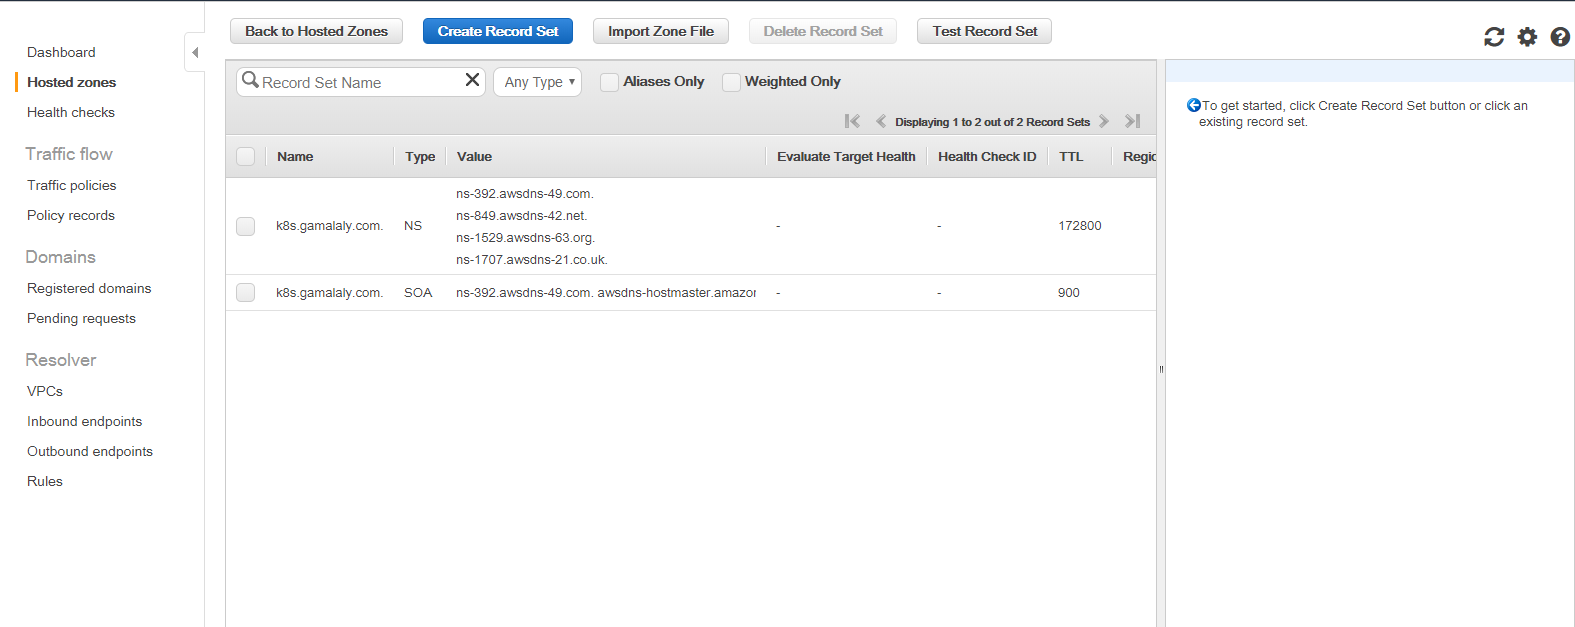 Back to Hosted Zones
Create Record Set
Import Zone File
Delete Record Set
Test Record Set
Dashboard
Hosted zones
Health checks
Traffic flow
Traffic policies
Policy records
Domains
Registered domains
Pending requests
Resolver
VPCs
Inbound endpoints
Outbound endpoints
Rules
Record Set Name
Any Type
Aliases Only
Weighted Only
Displaying 1 to 2 out of 2 Record Sets
Name Type Value Evaluate Target Health Health Check ID TTL Regio
k8s.gamalaly.com. NS
ns-392.awsdns-49.com.
ns-849.awsdns-42.net.
ns-1529.awsdns-63.org.
ns-1707.awsdns-21.co.uk.
- - 172800
k8s.gamalaly.com. SOA ns-392.awsdns-49.com. awsdns-hostmaster.amazon - - 900
To get started, click Create Record Set button or click an
existing record set.